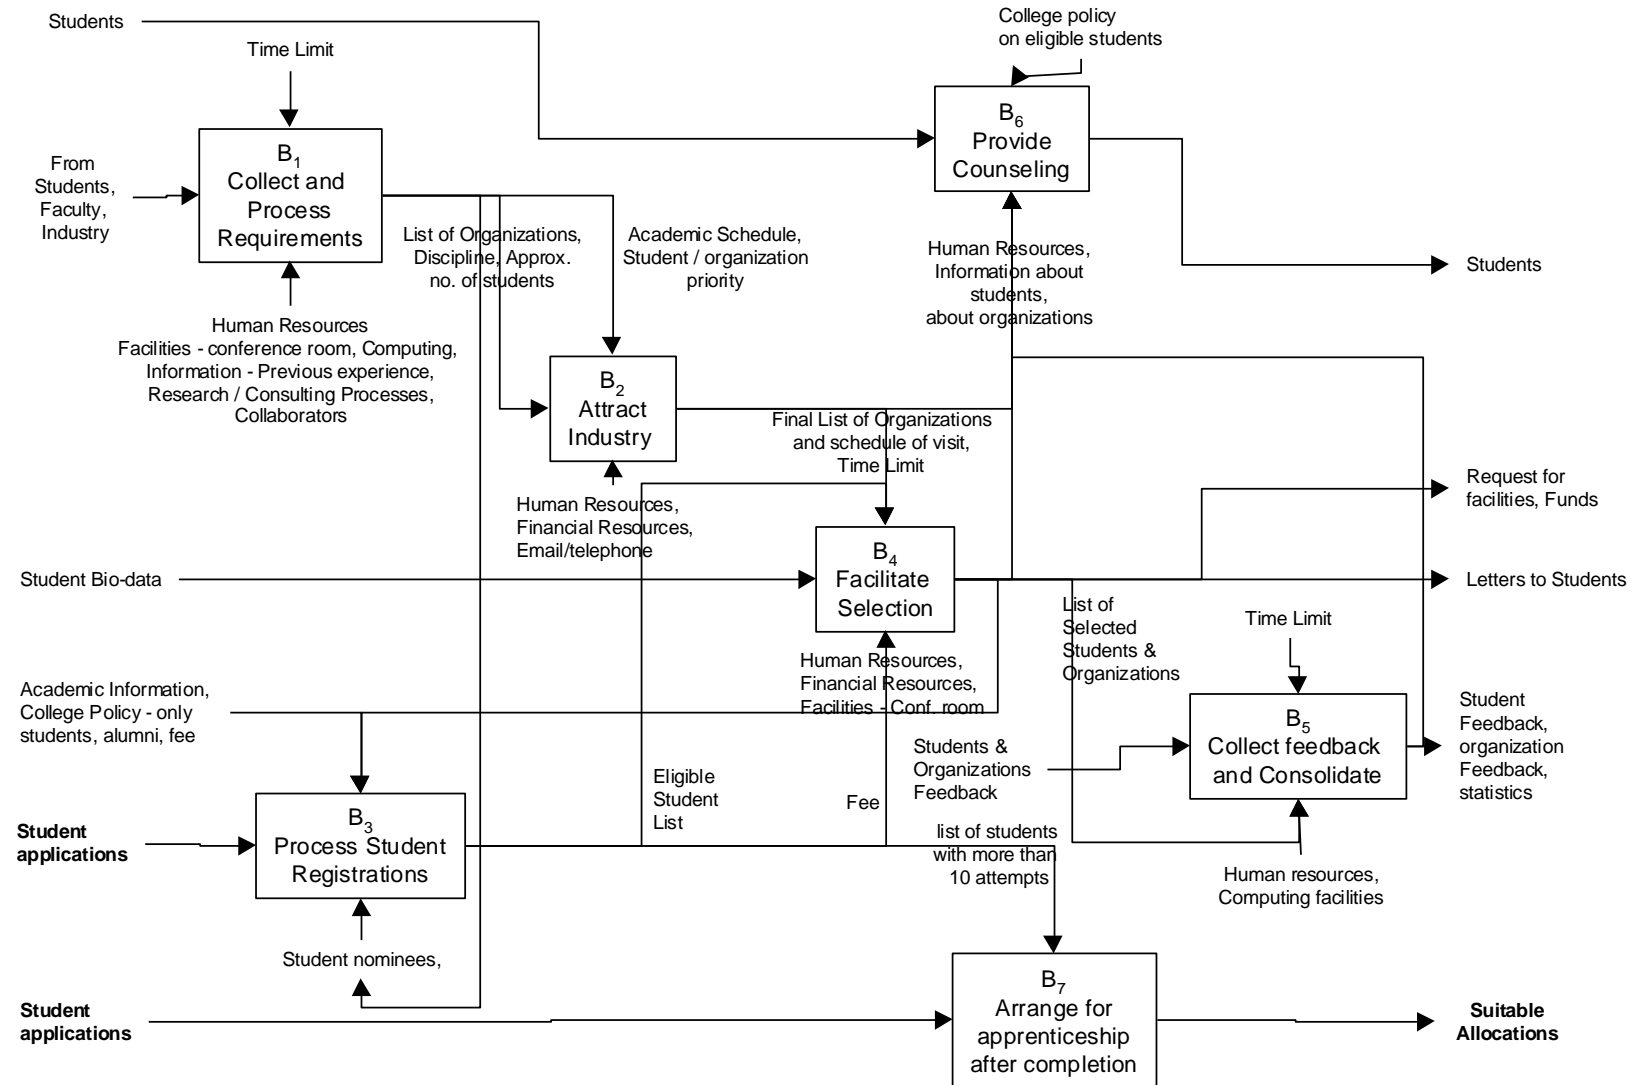 Students
College policy
on eligible students
Time Limit
B6
Provide
Counseling
From
Students,
Faculty,
Industry
B1
Collect and
Process
Requirements
List of Organizations,
Discipline, Approx.
no. of students
Academic Schedule,
Student / organization
priority
Human Resources,
Information about
students,
about organizations
Students
Human Resources
Facilities - conference room, Computing,
Information - Previous experience,
Research / Consulting Processes,
Collaborators
B2
Attract
Industry
Final List of Organizations
and schedule of visit,
Time Limit
Request for
facilities, Funds
Human Resources,
Financial Resources,
Email/telephone
Student Bio-data
B4
Facilitate
Selection
Letters to Students
List of
Selected
Students &
Organizations
Time Limit
Human Resources,
Financial Resources,
Facilities - Conf. room
Academic Information,
College Policy - only
students, alumni, fee
Students &
Organizations
Feedback
B5
Collect feedback
and Consolidate
Student
Feedback,
organization
Feedback,
statistics
Eligible
Student
List
Fee
Student
applications
B3
Process Student
Registrations
list of students
with more than
10 attempts
Human resources,
Computing facilities
Student nominees,
Student
applications
B7
Arrange for
apprenticeship
after completion
Suitable
Allocations